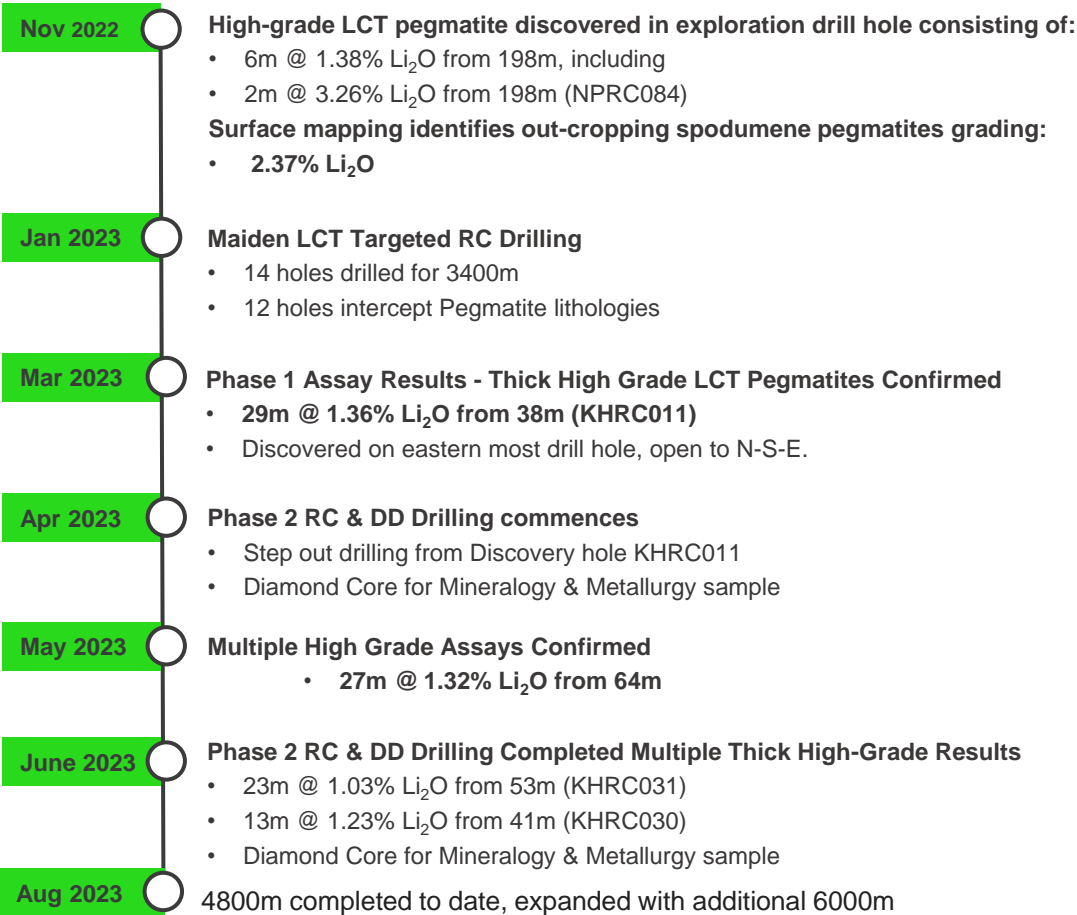 Nov 2022
High-grade LCT pegmatite discovered in exploration drill hole consisting of:
• 6m @ 1.38% Li₂O from 198m, including
• 2m @ 3.26% Li₂O from 198m (NPRC084)
Surface mapping identifies out-cropping spodumene pegmatites grading:
• 2.37% Li₂O
Jan 2023
Maiden LCT Targeted RC Drilling
• 14 holes drilled for 3400m
• 12 holes intercept Pegmatite lithologies
Mar 2023
Phase 1 Assay Results - Thick High Grade LCT Pegmatites Confirmed
• 29m @ 1.36% Li₂O from 38m (KHRC011)
• Discovered on eastern most drill hole, open to N-S-E.
Apr 2023
Phase 2 RC & DD Drilling commences
• Step out drilling from Discovery hole KHRC011
• Diamond Core for Mineralogy & Metallurgy sample
May 2023
Multiple High Grade Assays Confirmed
• 27m @ 1.32% Li₂O from 64m
June 2023
Phase 2 RC & DD Drilling Completed Multiple Thick High-Grade Results
• 23m @ 1.03% Li₂O from 53m (KHRC031)
• 13m @ 1.23% Li₂O from 41m (KHRC030)
• Diamond Core for Mineralogy & Metallurgy sample
Aug 2023
4800m completed to date, expanded with additional 6000m